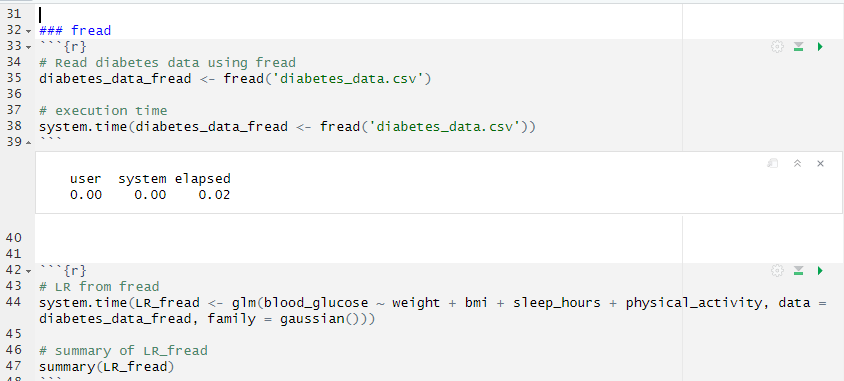 31
32 ### fread
33 ```{r}
34 # Read diabetes data using fread
35 diabetes_data_fread <- fread('diabetes_data.csv')
36
37 # execution time
38 system.time(diabetes_data_fread <- fread('diabetes_data.csv'))
39 ```
user system elapsed
0.00 0.00 0.02
40
41
42 ```{r}
43 # LR from fread
44 system.time(LR_fread <- glm(blood_glucose ~ weight + bmi + sleep_hours + physical_activity, data =
diabetes_data_fread, family = gaussian()))
45
46 # summary of LR_fread
47 summary(LR_fread)
48 ```